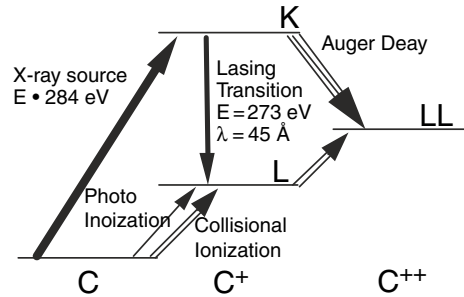 K
Auger Deay
X-ray source
E • 284 eV
Lasing
Transition
E = 273 eV
λ = 45 Å
LL
L
Photo
Inoization
Collisional
Ionization
C
C+
C++